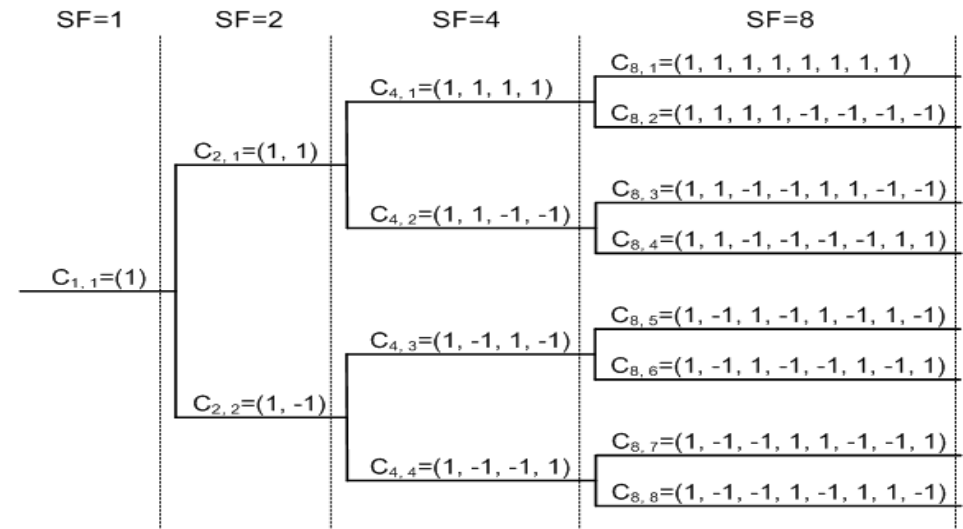 SF=1 SF=2 SF=4 SF=8
C8, 1=(1, 1, 1, 1, 1, 1, 1, 1)
C4, 1=(1, 1, 1, 1)
C8, 2=(1, 1, 1, 1, -1, -1, -1, -1)
C2, 1=(1, 1)
C8, 3=(1, 1, -1, -1, 1, 1, -1, -1)
C4, 2=(1, 1, -1, -1)
C8, 4=(1, 1, -1, -1, -1, -1, 1, 1)
C1, 1=(1)
C8, 5=(1, -1, 1, -1, 1, -1, 1, -1)
C4, 3=(1, -1, 1, -1)
C8, 6=(1, -1, 1, -1, -1, 1, -1, 1)
C2, 2=(1, -1)
C8, 7=(1, -1, -1, 1, 1, -1, -1, 1)
C4, 4=(1, -1, -1, 1)
C8, 8=(1, -1, -1, 1, -1, 1, 1, -1)